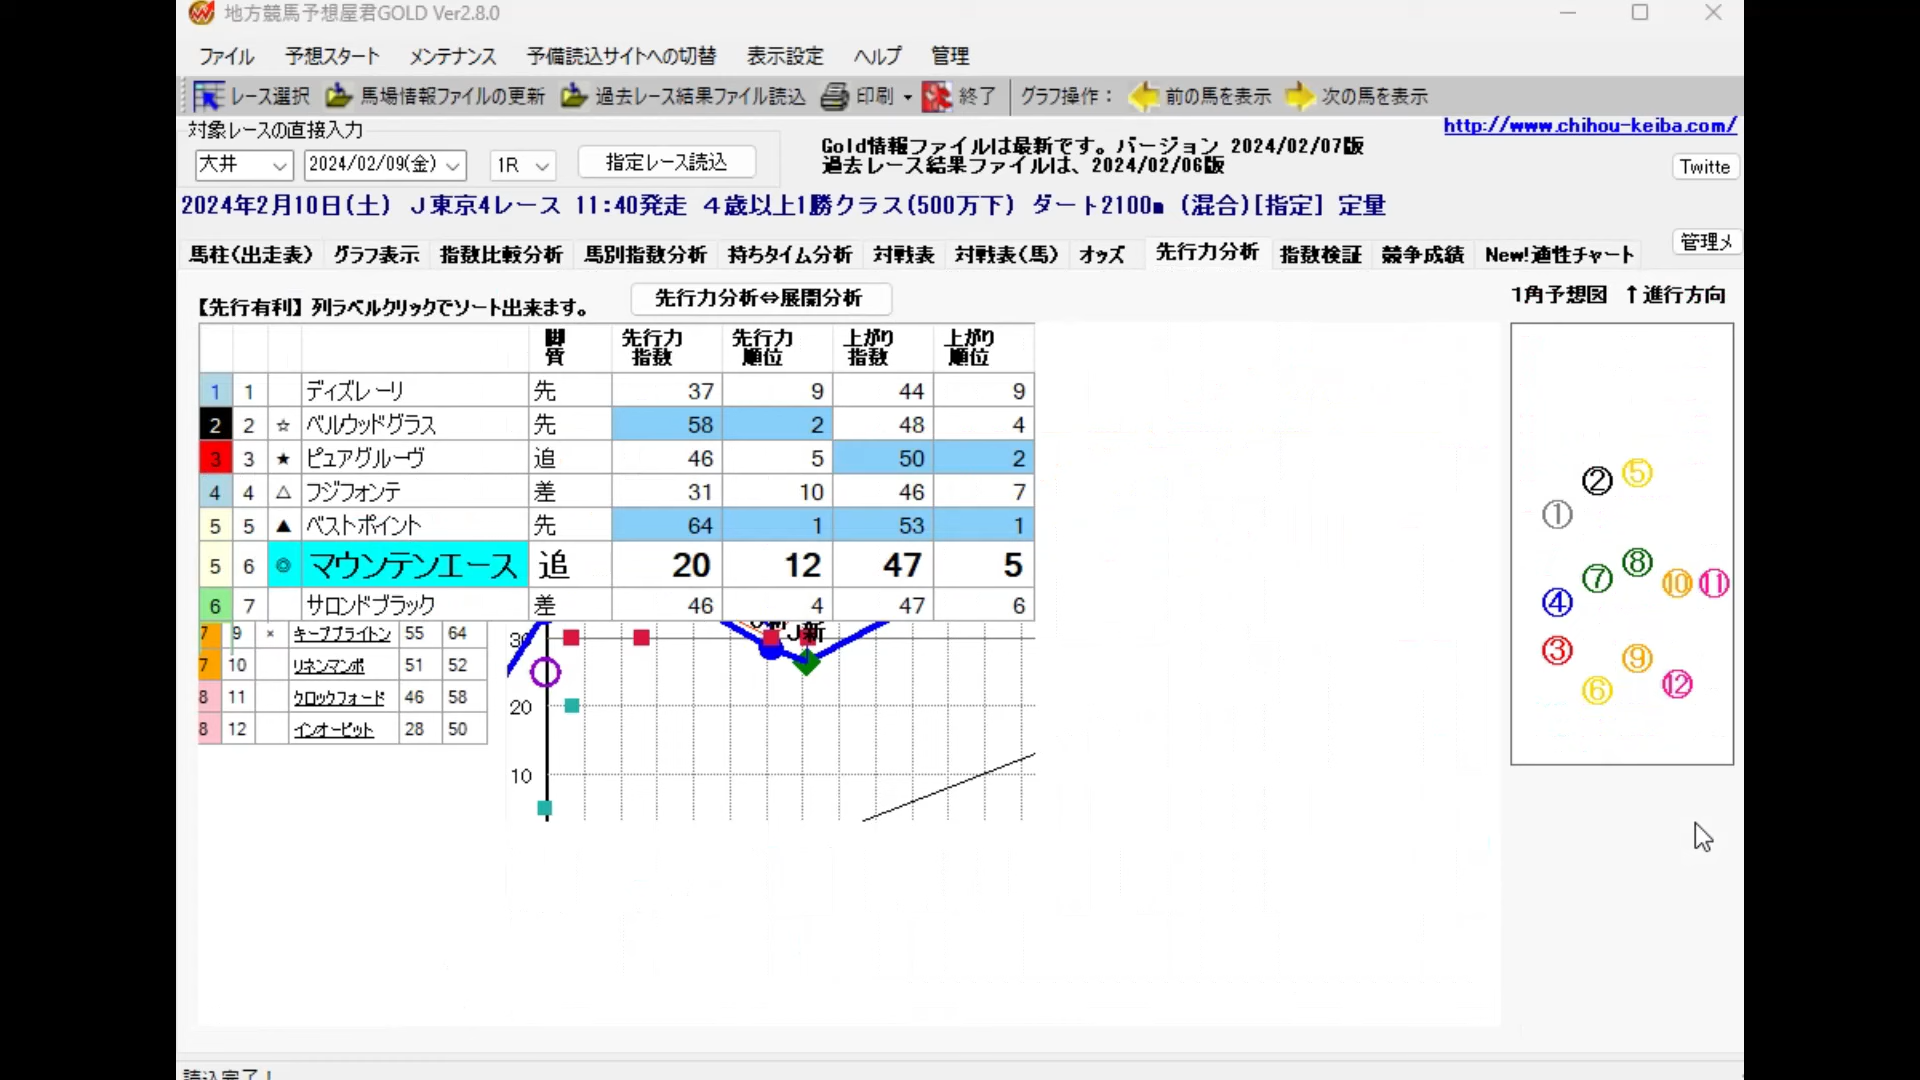 地方競馬予想屋君GOLD Ver2.8.0
ファイル 予想スタート メンテナンス 予備読込サイトへの切替 表示設定 ヘルプ 管理
レース選択 馬場情報ファイルの更新 過去レース結果ファイル読込 印刷 終了 グラフ操作： 前の馬を表示 次の馬を表示
対象レースの直接入力
http://www.chihou-keiba.com/
大井 2024/02/09(金) 1R 指定レース読込
Gold情報ファイルは最新です。バージョン 2024/02/07版
過去レース結果ファイルは、2024/02/06版
Twitte
2024年2月10日(土) Ｊ東京4レース 11:40発走 ４歳以上1勝クラス(500万下) ダート2100m (混合)[指定] 定量
管理メ
馬柱(出走表) グラフ表示 指数比較分析 馬別指数分析 持ちタイム分析 対戦表 対戦表(馬) オッズ 先行力分析 指数検証 競争成績 New!適性チャート
【先行有利】列ラベルクリックでソート出来ます。 先行力分析⇔展開分析
1角予想図 ↑進行方向
脚質 先行力指数 先行力順位 上がり指数 上がり順位
1 1 ディズレーリ 先 37 9 44 9
2 2 ☆ ベルウッドグラス 先 58 2 48 4
3 3 ★ ピュアグルーヴ 追 46 5 50 2
4 4 △ フジフォンテ 差 31 10 46 7
5 5 ▲ ベストポイント 先 64 1 53 1
5 6 ◎ マウンテンエース 追 20 12 47 5
6 7 サロンドブラック 差 46 4 47 6
7 9 × キープブライトン 55 64
7 10 リネンマンボ 51 52
8 11 クロックフォード 46 58
8 12 インオービット 28 50
30
20
10
J新
② ⑤
①
⑧
⑦ ⑩ ⑪
④
③ ⑨
⑥ ⑫
読込完了！